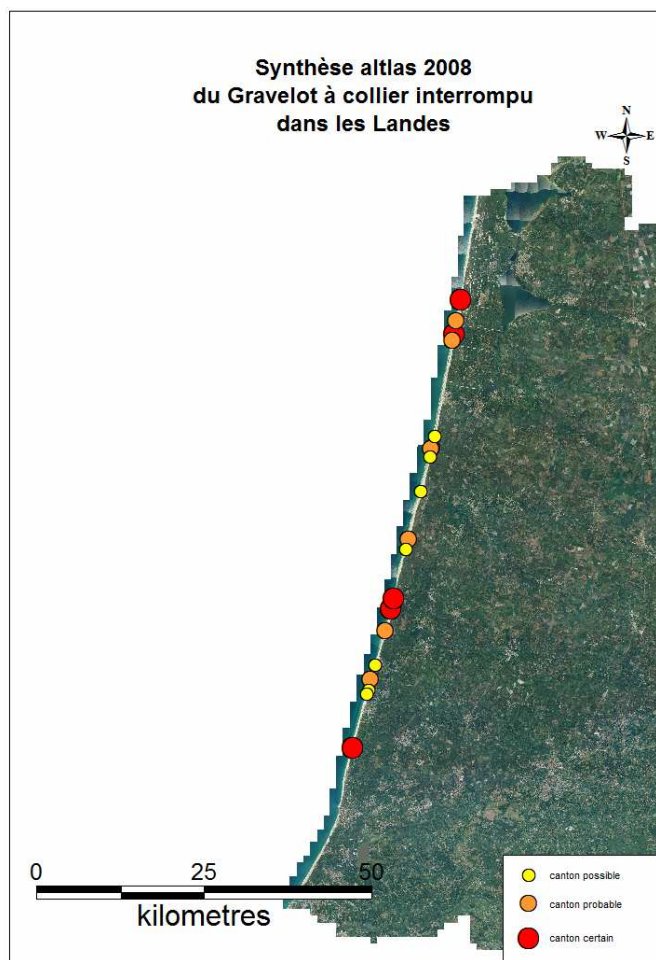 Synthèse altlas 2008
du Gravelot à collier interrompu
dans les Landes
N
W E
S
0 25 50
kilometres
canton possible
canton probable
canton certain